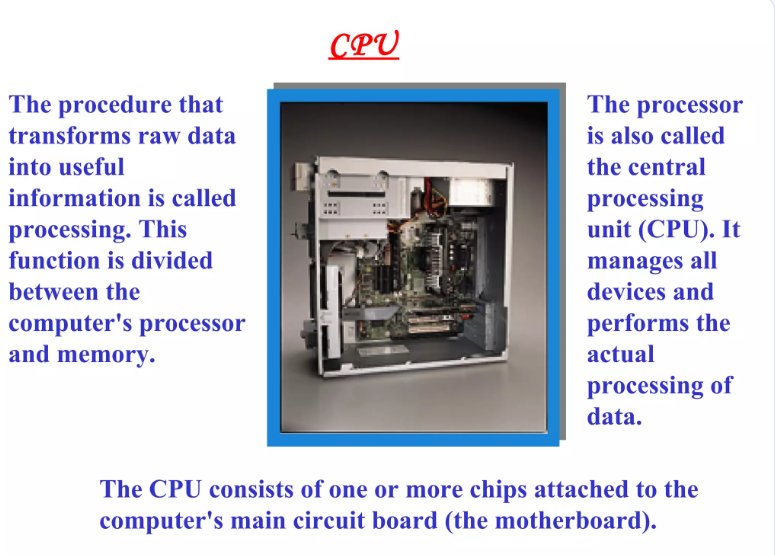 CPU
The procedure that
transforms raw data
into useful
information is called
processing. This
function is divided
between the
computer's processor
and memory.
The processor
is also called
the central
processing
unit (CPU). It
manages all
devices and
performs the
actual
processing of
data.
The CPU consists of one or more chips attached to the
computer's main circuit board (the motherboard).